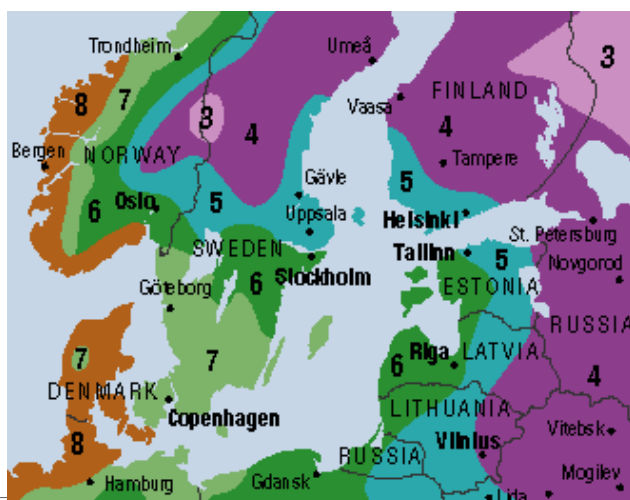 Trondheim
Umeå
3
8
7
Vaasa
FINLAND
3
4
4
Bergen
NORWAY
Tampere
Gävle
5
6
Oslo
5
Uppsala
Helsinki
St. Petersburg
SWEDEN
Tallinn
5
Stockholm
Novgorod
6
ESTONIA
Göteborg
RUSSIA
7
7
6
Riga
LATVIA
4
DENMARK
Copenhagen
LITHUANIA
Vitebsk
8
Vilnius
RUSSIA
Hamburg
Gdansk
Mogilev
Lida